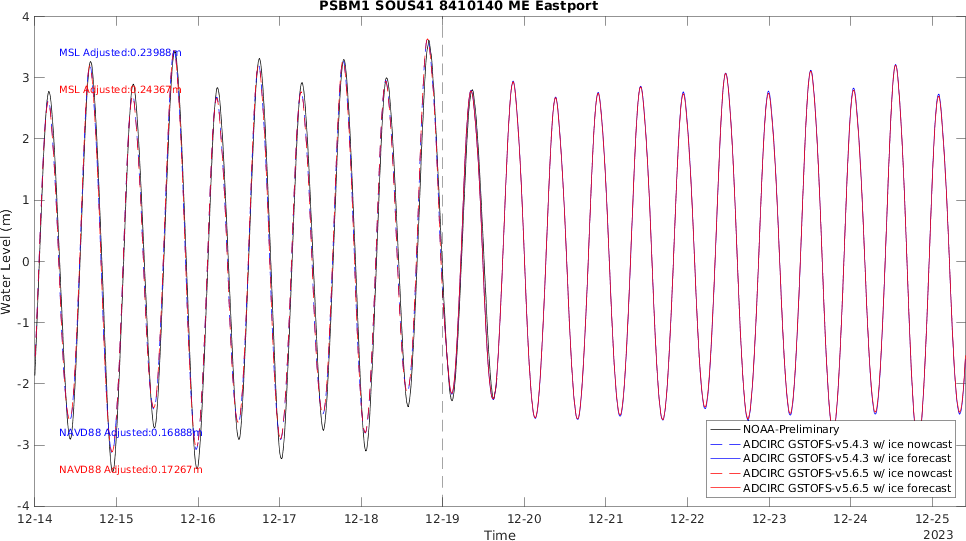 PSBM1 SOUS41 8410140 ME Eastport
4
3
2
1
0
-1
-2
-3
-4
Water Level (m)
MSL Adjusted:0.23988m
MSL Adjusted:0.24367m
NAVD88 Adjusted:0.16888m
NAVD88 Adjusted:0.17267m
NOAA-Preliminary
ADCIRC GSTOFS-v5.4.3 w/ ice nowcast
ADCIRC GSTOFS-v5.4.3 w/ ice forecast
ADCIRC GSTOFS-v5.6.5 w/ ice nowcast
ADCIRC GSTOFS-v5.6.5 w/ ice forecast
12-14 12-15 12-16 12-17 12-18 12-19 12-20 12-21 12-22 12-23 12-24 12-25
Time
2023